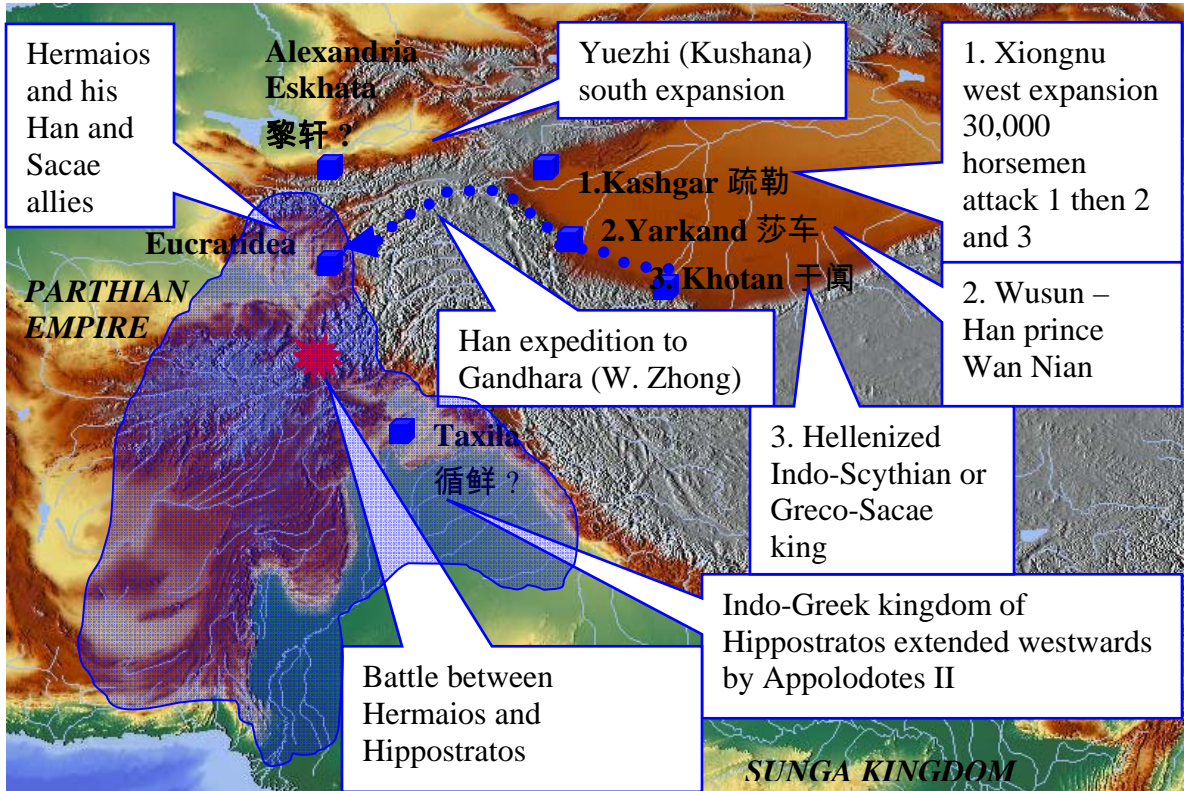 Hermaios
and his
Han and
Sacae
allies
Alexandria
Eskhata
黎轩 ?
Yuezhi (Kushana)
south expansion
1. Xiongnu
west expansion
30,000
horsemen
attack 1 then 2
and 3
1.Kashgar 疏勒
2.Yarkand 莎车
3. Khotan 于阗
Eucratidea
PARTHIAN
EMPIRE
Han expedition to
Gandhara (W. Zhong)
2. Wusun –
Han prince
Wan Nian
Taxila
循鲜 ?
3. Hellenized
Indo-Scythian or
Greco-Sacae
king
Indo-Greek kingdom of
Hippostratos extended westwards
by Appolodotes II
Battle between
Hermaios and
Hippostratos
SUNGA KINGDOM